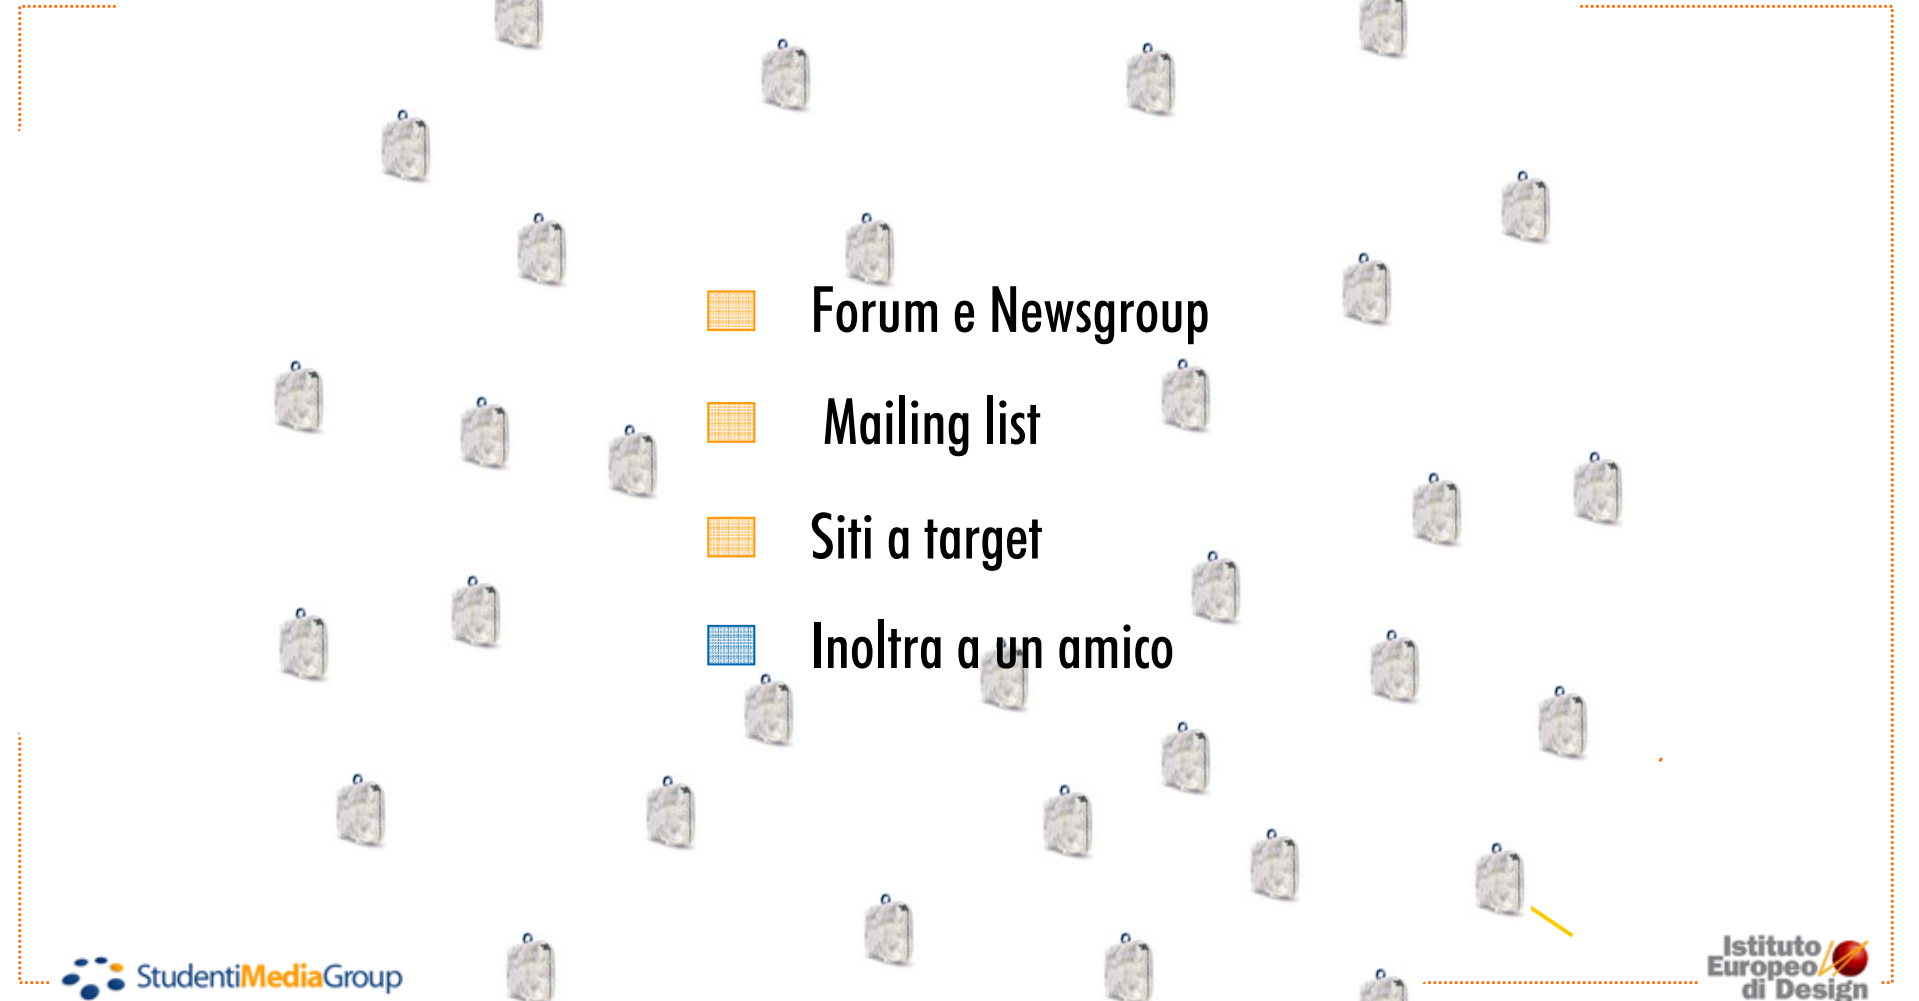 Forum e Newsgroup
Mailing list
Siti a target
Inoltra a un amico
StudentiMediaGroup
Istituto
Europeo
di Design